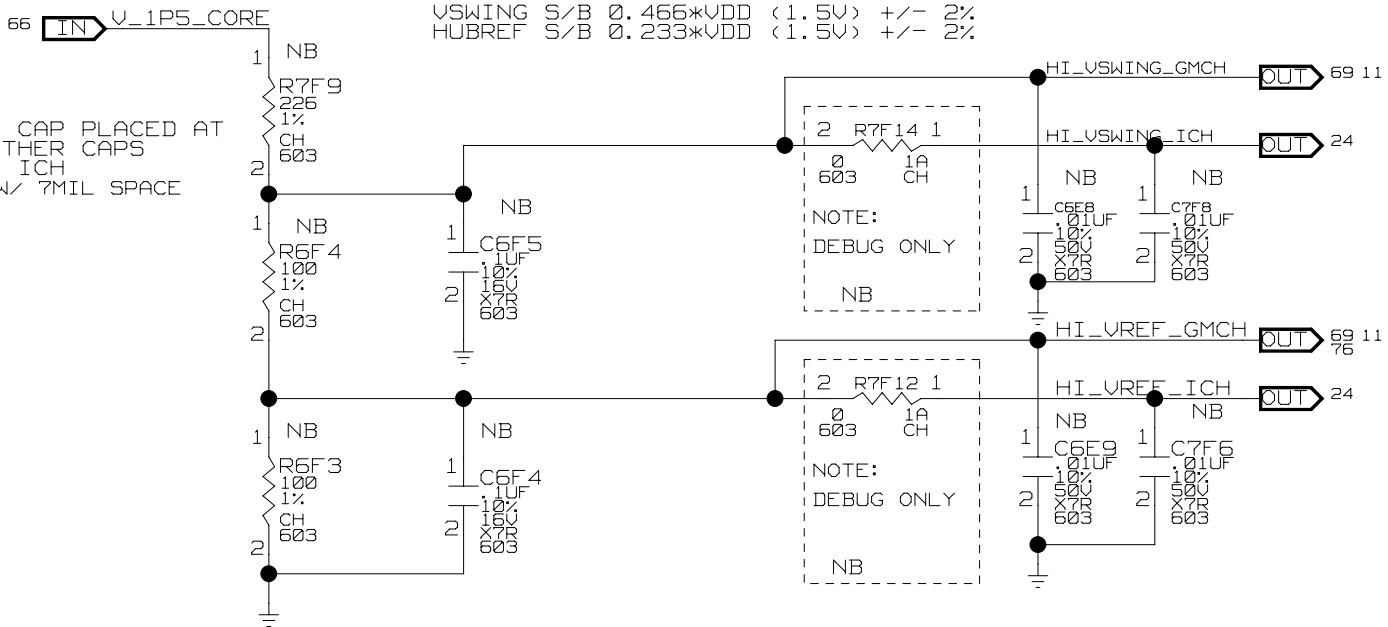 VSWING S/B 0.466*VDD (1.5V) +/- 2%
HUBREF S/B 0.233*VDD (1.5V) +/- 2%
66 IN V_1P5_CORE
1 NB
R7F9
226
1%
CH
603
2
CAP PLACED AT
THER CAPS
ICH
W/ 7MIL SPACE
1 NB
R6F4
100
1%
CH
603
2
NB
1 C6F5
.1UF
10%
16V
X7R
603
2
HI_VSWING_GMCH OUT 69 11
2 R7F14 1
0 1A
603 CH
NOTE:
DEBUG ONLY
NB
HI_VSWING_ICH OUT 24
NB
1 C6E8
.01UF
10%
50V
X7R
603
2
NB
1 C7F8
.01UF
10%
50V
X7R
603
2
HI_VREF_GMCH OUT 69 11
76
1 NB
R6F3
100
1%
CH
603
2
NB
1 C6F4
.1UF
10%
16V
X7R
603
2
2 R7F12 1
0 1A
603 CH
NOTE:
DEBUG ONLY
NB
HI_VREF_ICH OUT 24
NB
1 C6E9
.01UF
10%
50V
X7R
603
2
NB
1 C7F6
.01UF
10%
50V
X7R
603
2